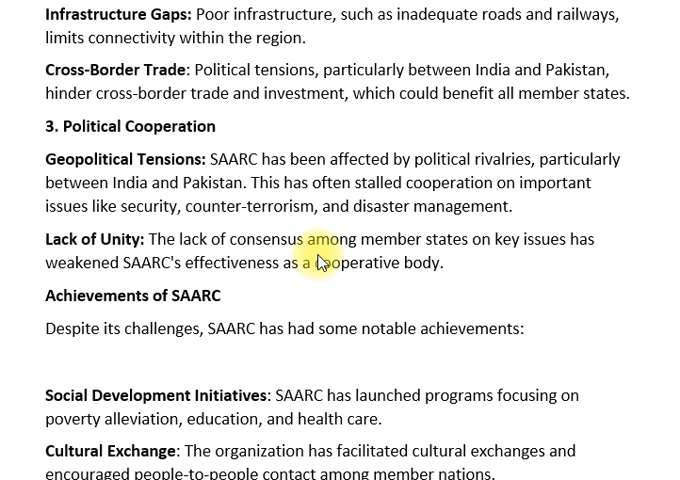 Infrastructure Gaps: Poor infrastructure, such as inadequate roads and railways,
limits connectivity within the region.
Cross-Border Trade: Political tensions, particularly between India and Pakistan,
hinder cross-border trade and investment, which could benefit all member states.
3. Political Cooperation
Geopolitical Tensions: SAARC has been affected by political rivalries, particularly
between India and Pakistan. This has often stalled cooperation on important
issues like security, counter-terrorism, and disaster management.
Lack of Unity: The lack of consensus among member states on key issues has
weakened SAARC's effectiveness as a cooperative body.
Achievements of SAARC
Despite its challenges, SAARC has had some notable achievements:
Social Development Initiatives: SAARC has launched programs focusing on
poverty alleviation, education, and health care.
Cultural Exchange: The organization has facilitated cultural exchanges and
encouraged people-to-people contact among member nations.